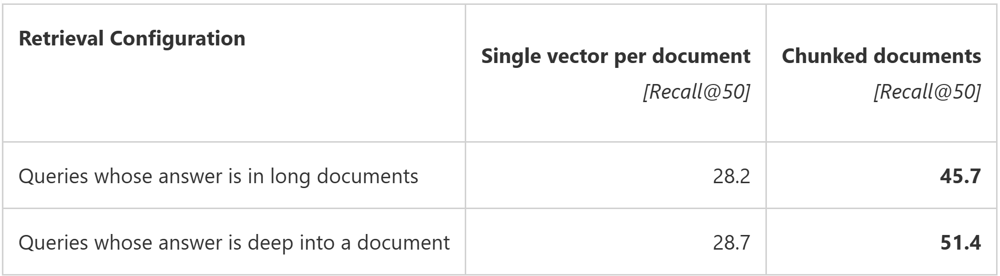 Retrieval Configuration
Single vector per document
[Recall@50]
Chunked documents
[Recall@50]
Queries whose answer is in long documents
28.2
45.7
Queries whose answer is deep into a document
28.7
51.4